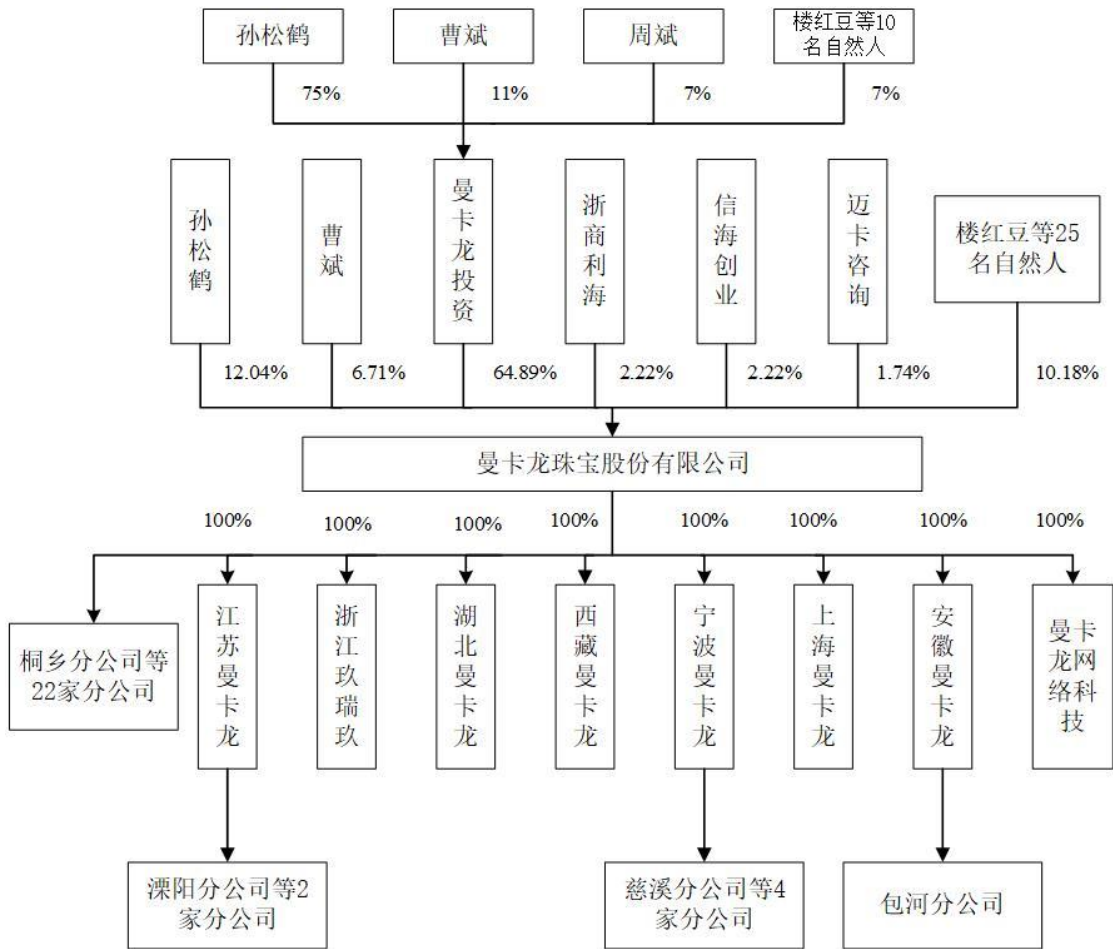 孙松鹤
曹斌
周斌
楼红豆等10
名自然人
75%
11%
7%
7%
孙松鹤
曹斌
曼卡龙投资
浙商利海
信海创业
迈卡咨询
楼红豆等25
名自然人
12.04%
6.71%
64.89%
2.22%
2.22%
1.74%
10.18%
曼卡龙珠宝股份有限公司
100%
100%
100%
100%
100%
100%
100%
100%
桐乡分公司等
22家分公司
江苏曼卡龙
浙江玖瑞玖
湖北曼卡龙
西藏曼卡龙
宁波曼卡龙
上海曼卡龙
安徽曼卡龙
曼卡
龙网
络科
技
溧阳分公司等2
家分公司
慈溪分公司等4
家分公司
包河分公司